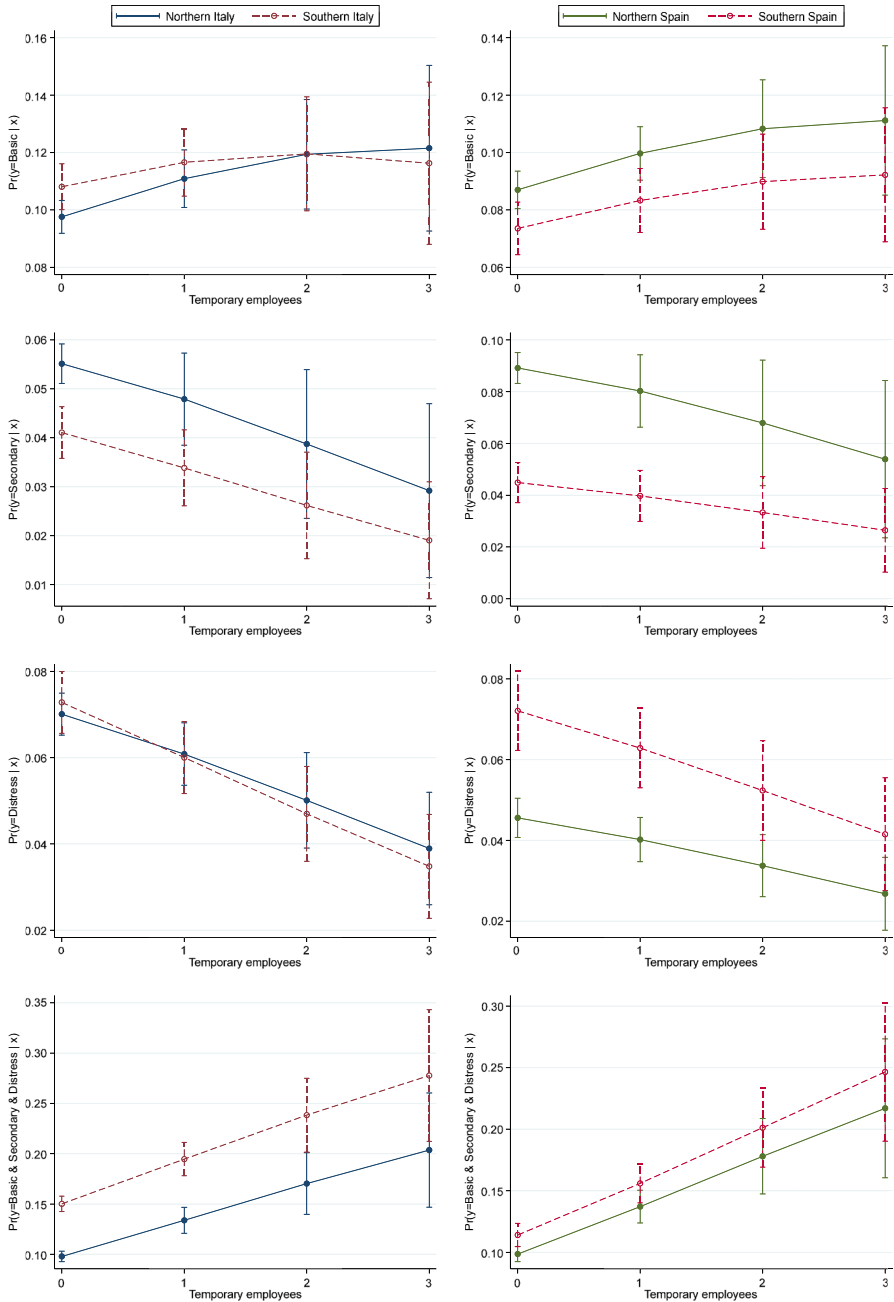 Northern Italy Southern Italy
Pr(y=Basic | x)
0.16
0.14
0.12
0.10
0.08
0 1 2 3
Temporary employees
Northern Spain Southern Spain
Pr(y=Basic | x)
0.14
0.12
0.10
0.08
0.06
0 1 2 3
Temporary employees
Pr(y=Secondary | x)
0.06
0.05
0.04
0.03
0.02
0.01
0 1 2 3
Temporary employees
Pr(y=Secondary | x)
0.10
0.08
0.06
0.04
0.02
0.00
0 1 2 3
Temporary employees
Pr(y=Distress | x)
0.08
0.06
0.04
0.02
0 1 2 3
Temporary employees
Pr(y=Distress | x)
0.08
0.06
0.04
0.02
0 1 2 3
Temporary employees
Pr(y=Basic & Secondary & Distress | x)
0.35
0.30
0.25
0.20
0.15
0.10
0 1 2 3
Temporary employees
Pr(y=Basic & Secondary & Distress | x)
0.30
0.25
0.20
0.15
0.10
0 1 2 3
Temporary employees